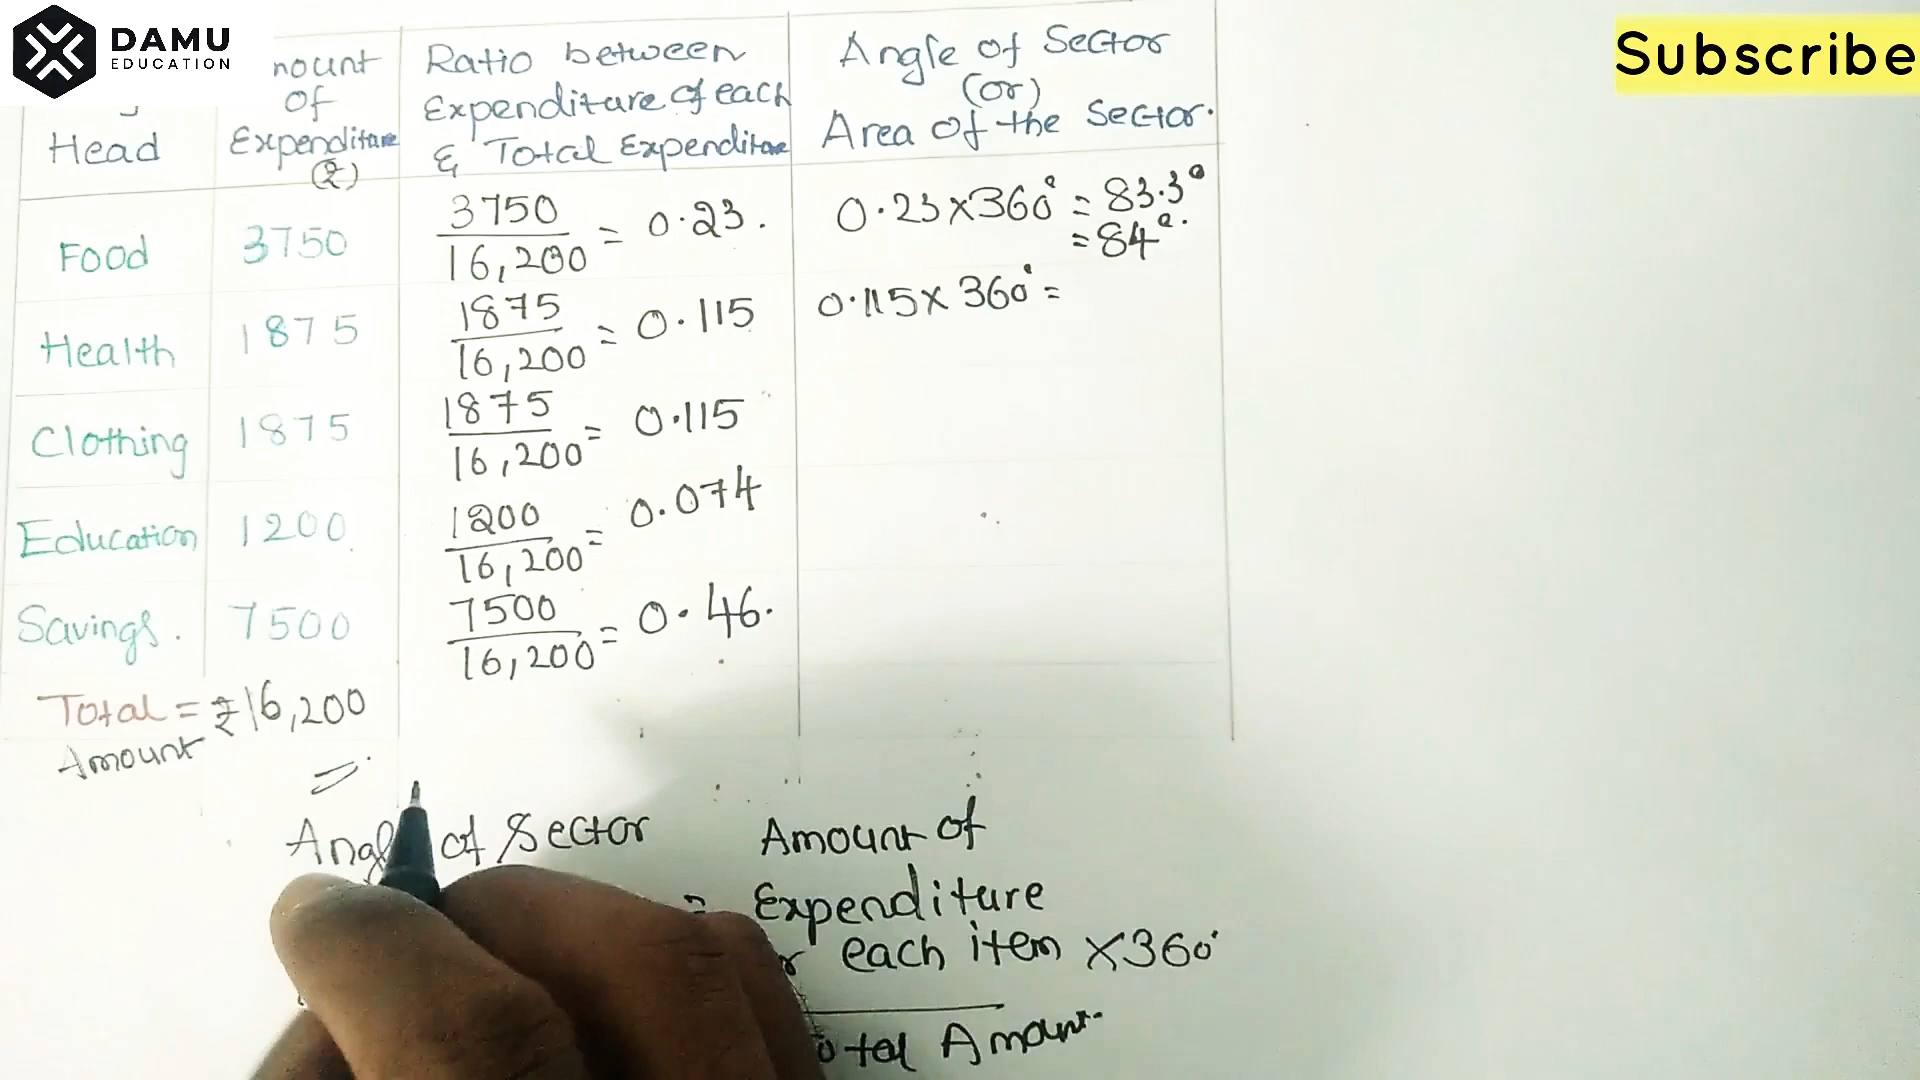 DAMU
EDUCATION
Subscribe
Head
Of
Expenditure
(₹)
Ratio between
Expenditure of each
& Total Expenditure
Angle of Sector
(or)
Area of the Sector.
Food 3750 3750/16,200 = 0.23. 0.23 x 360° = 83.3°
= 84°.
Health 1875 1875/16,200 = 0.115 0.115 x 360° =
Clothing 1875 1875/16,200 = 0.115
Education 1200 1200/16,200 = 0.074
Savings. 7500 7500/16,200 = 0.46.
Total = ₹16,200
Amount
of Sector
= Amount of
Expenditure
each item x 360°
Amount.